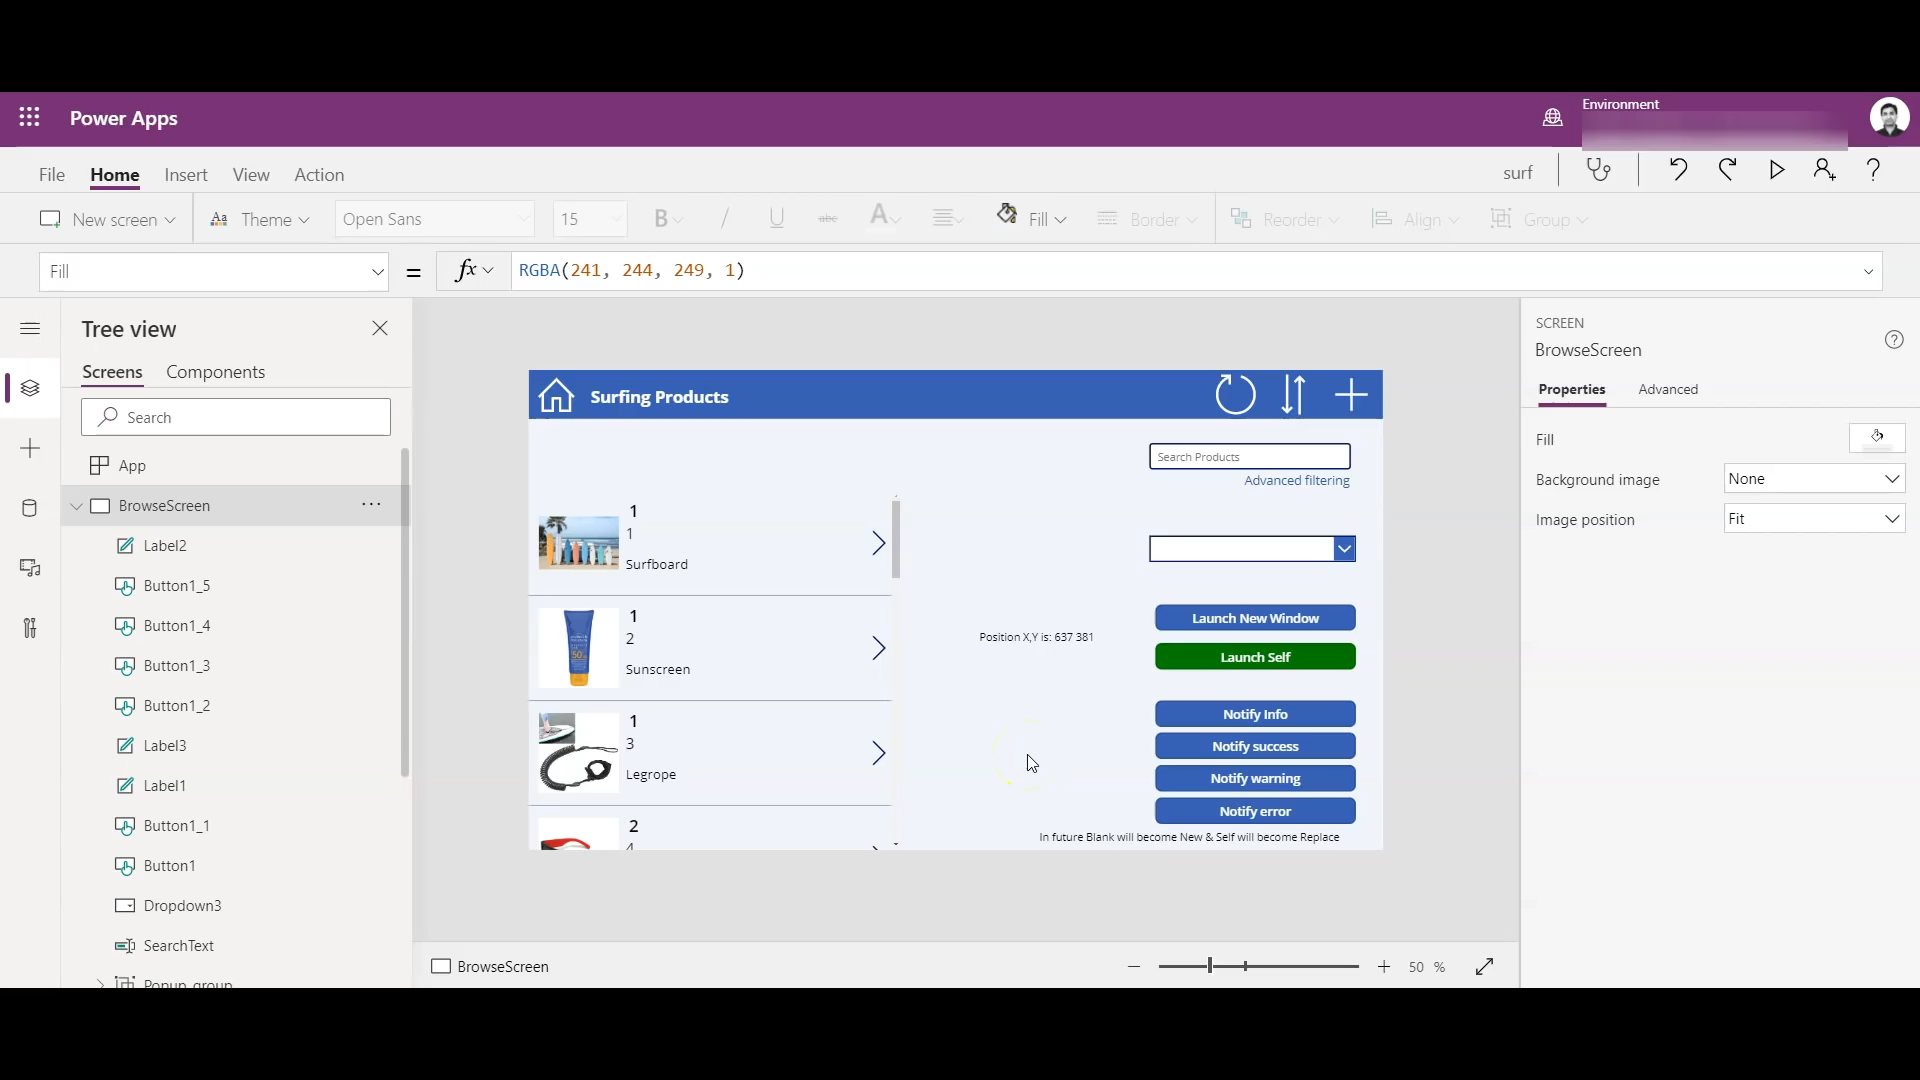 Power Apps
Environment
File Home Insert View Action
surf
New screen
Theme
Open Sans
15
B
/
U
abc
A
Fill
Border
Reorder
Align
Group
Fill
=
fx
RGBA(241, 244, 249, 1)
Tree view
Screens Components
Search
App
BrowseScreen
Label2
Button1_5
Button1_4
Button1_3
Button1_2
Label3
Label1
Button1_1
Button1
Dropdown3
SearchText
Popup_group
Surfing Products
Search Products
Advanced filtering
1
1
Surfboard
1
2
Sunscreen
1
3
Legrope
2
4
Position X,Y is: 637 381
Launch New Window
Launch Self
Notify Info
Notify success
Notify warning
Notify error
In future Blank will become New & Self will become Replace
BrowseScreen
50 %
SCREEN
BrowseScreen
Properties Advanced
Fill
Background image None
Image position Fit